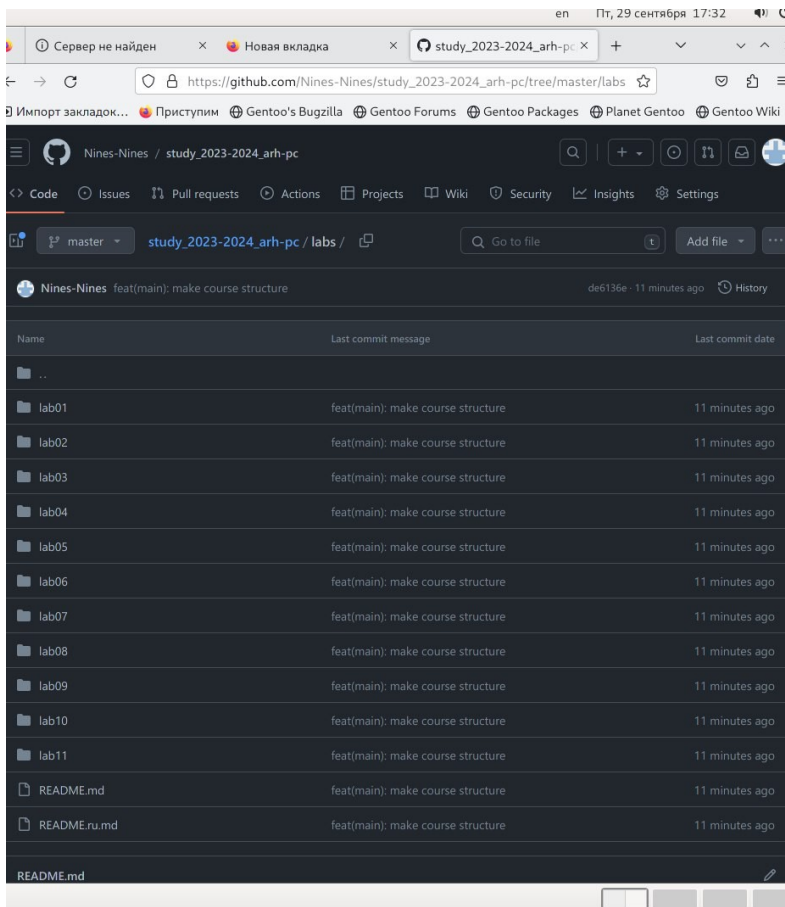 en Пт, 29 сентября 17:32
Сервер не найден × Новая вкладка × study_2023-2024_arh-pc × +
https://github.com/Nines-Nines/study_2023-2024_arh-pc/tree/master/labs
Импорт закладок... Приступим Gentoo's Bugzilla Gentoo Forums Gentoo Packages Planet Gentoo Gentoo Wiki
Nines-Nines / study_2023-2024_arh-pc
<> Code Issues Pull requests Actions Projects Wiki Security Insights Settings
master study_2023-2024_arh-pc / labs / Go to file t Add file ...
Nines-Nines feat(main): make course structure de6136e · 11 minutes ago History
Name Last commit message Last commit date
..
lab01 feat(main): make course structure 11 minutes ago
lab02 feat(main): make course structure 11 minutes ago
lab03 feat(main): make course structure 11 minutes ago
lab04 feat(main): make course structure 11 minutes ago
lab05 feat(main): make course structure 11 minutes ago
lab06 feat(main): make course structure 11 minutes ago
lab07 feat(main): make course structure 11 minutes ago
lab08 feat(main): make course structure 11 minutes ago
lab09 feat(main): make course structure 11 minutes ago
lab10 feat(main): make course structure 11 minutes ago
lab11 feat(main): make course structure 11 minutes ago
README.md feat(main): make course structure 11 minutes ago
README.ru.md feat(main): make course structure 11 minutes ago
README.md